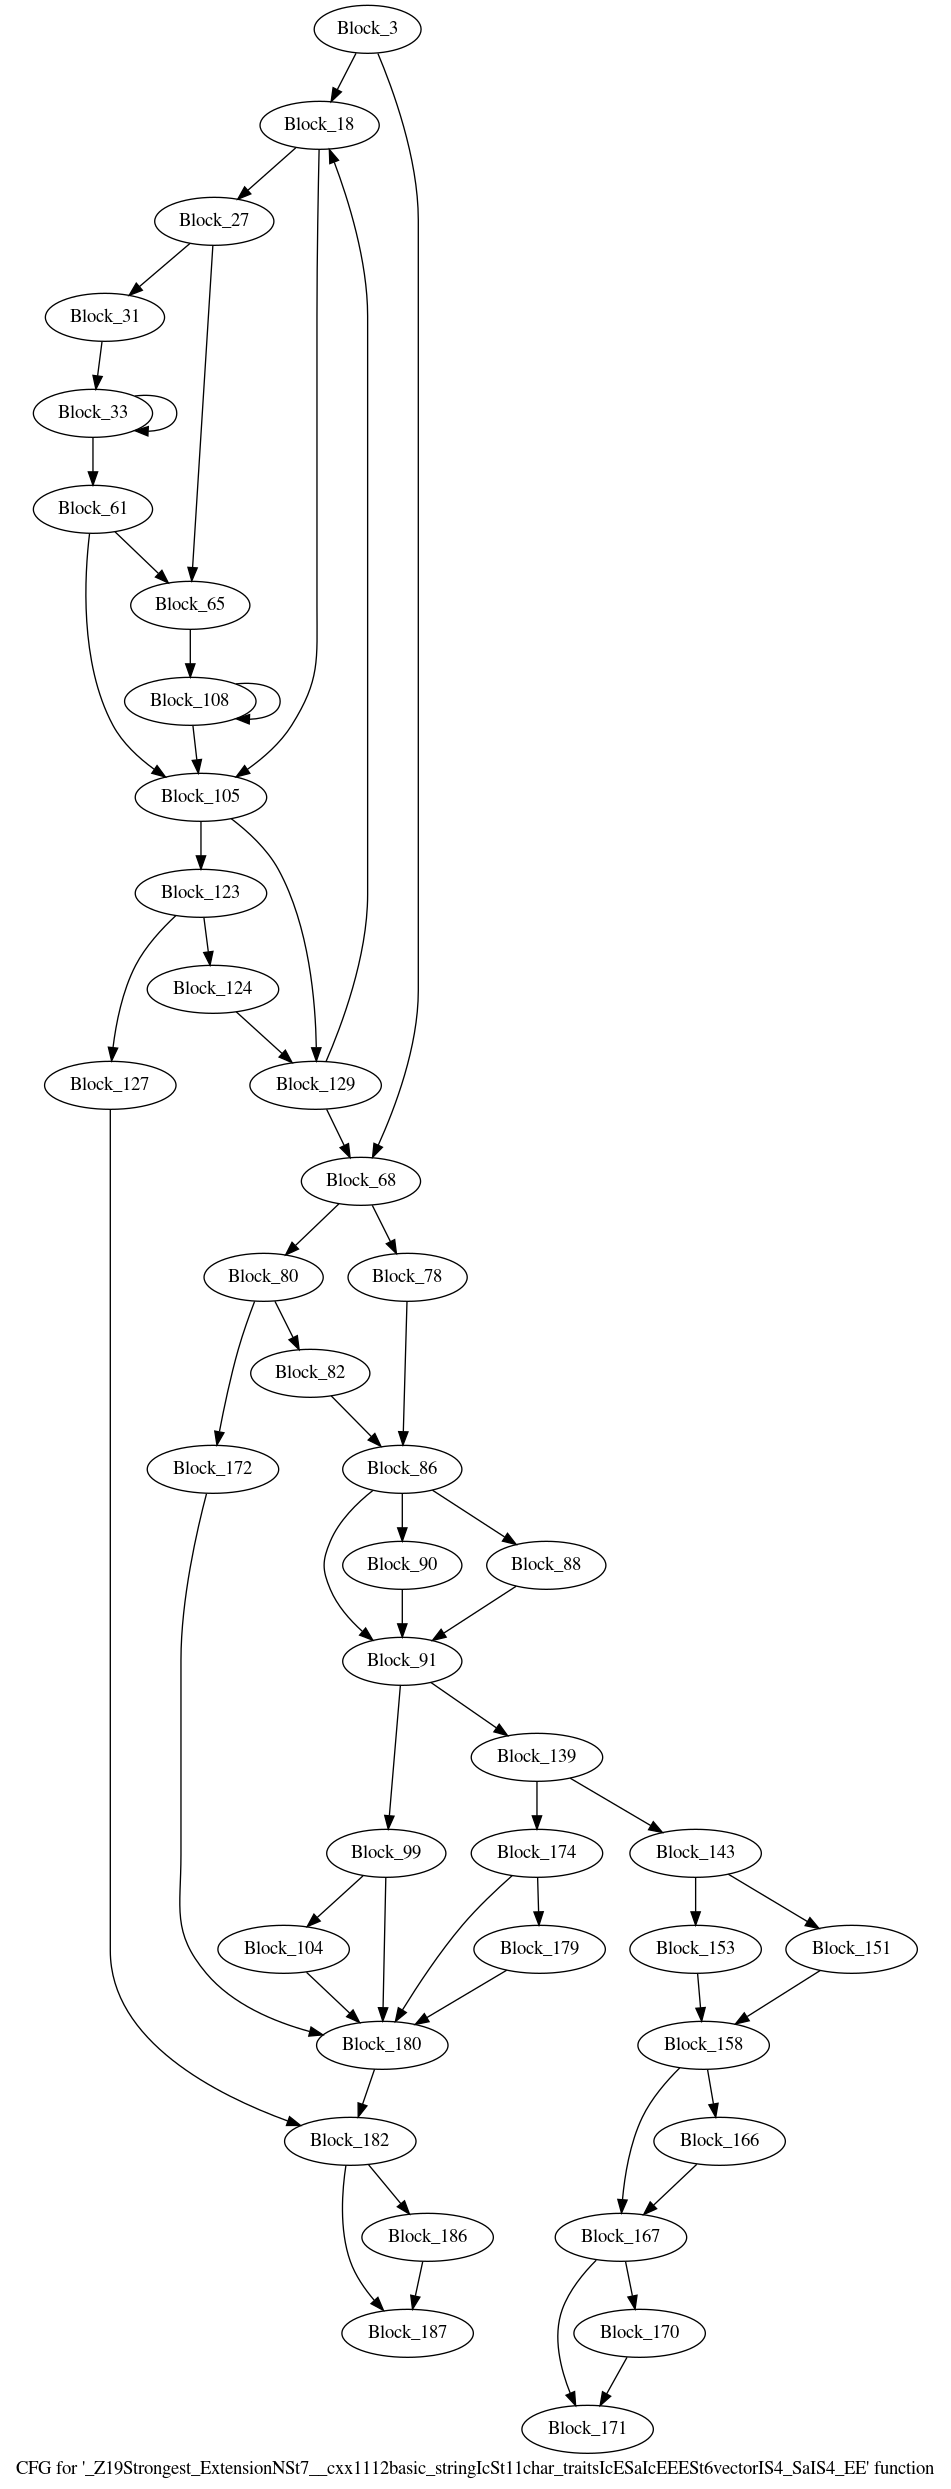 Block_3
Block_18
Block_27
Block_31
Block_33
Block_61
Block_65
Block_108
Block_105
Block_123
Block_124
Block_127
Block_129
Block_68
Block_80
Block_78
Block_82
Block_172
Block_86
Block_90
Block_88
Block_91
Block_139
Block_99
Block_174
Block_143
Block_104
Block_179
Block_153
Block_151
Block_180
Block_158
Block_182
Block_166
Block_186
Block_167
Block_187
Block_170
Block_171
CFG for '_Z19Strongest_ExtensionNSt7__cxx1112basic_stringIcSt11char_traitsIcESaIcEEESt6vectorIS4_SaIS4_EE' function